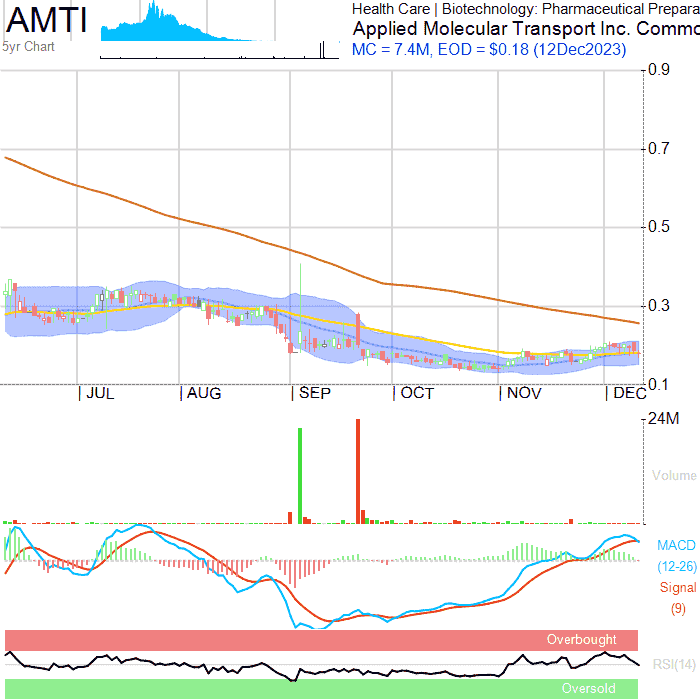 AMTI
5yr Chart
Health Care | Biotechnology: Pharmaceutical Prepara
Applied Molecular Transport Inc. Commo
MC = 7.4M, EOD = $0.18 (12Dec2023)
0.9
0.7
0.5
0.3
0.1
JUL
AUG
SEP
OCT
NOV
DEC
24M
Volume
MACD
(12-26)
Signal
(9)
Overbought
RSI(14)
Oversold